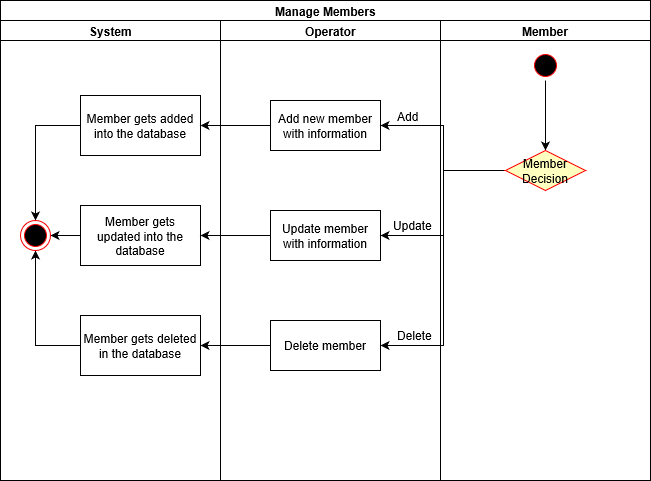 Manage Members
System
Operator
Member
Member gets added
into the database
Add new member
with information
Add
Member
Decision
Member gets
updated into the
database
Update member
with information
Update
Member gets deleted
in the database
Delete member
Delete